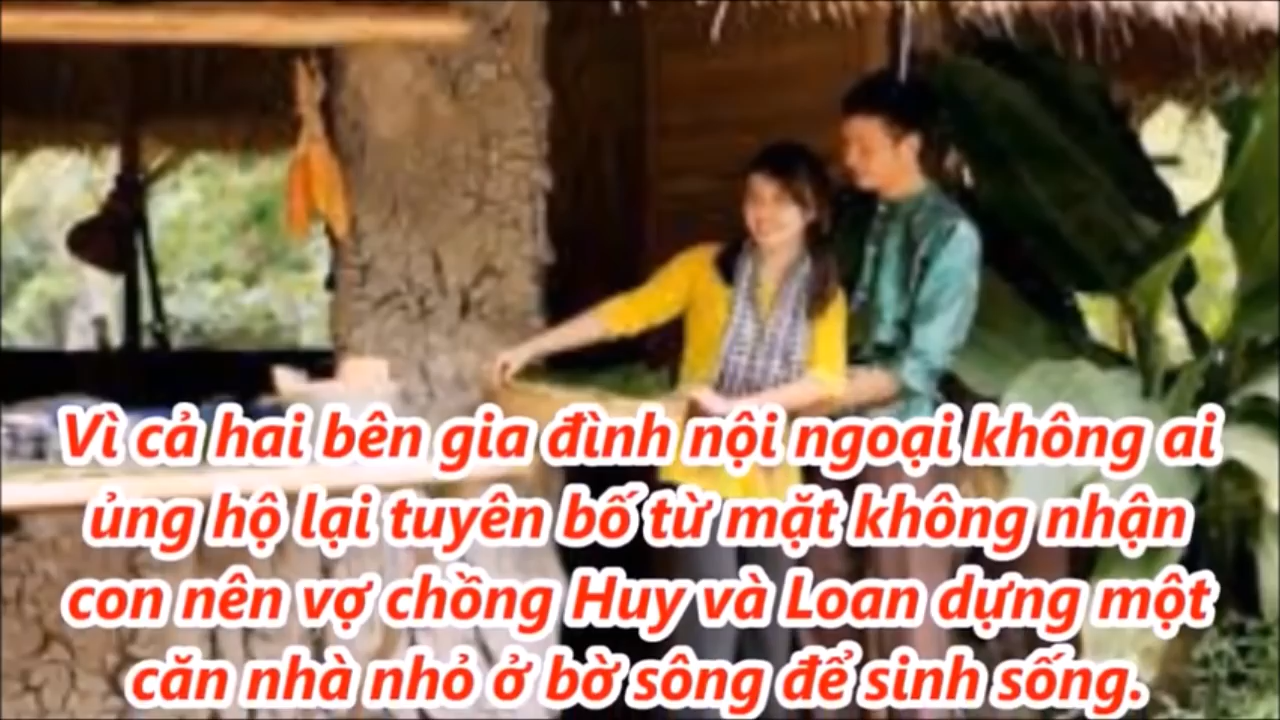 Vì cả hai bên gia đình nội ngoại không ai
ủng hộ lại tuyên bố từ mặt không nhận
con nên vợ chồng Huy và Loan dựng một
căn nhà nhỏ ở bờ sông để sinh sống.